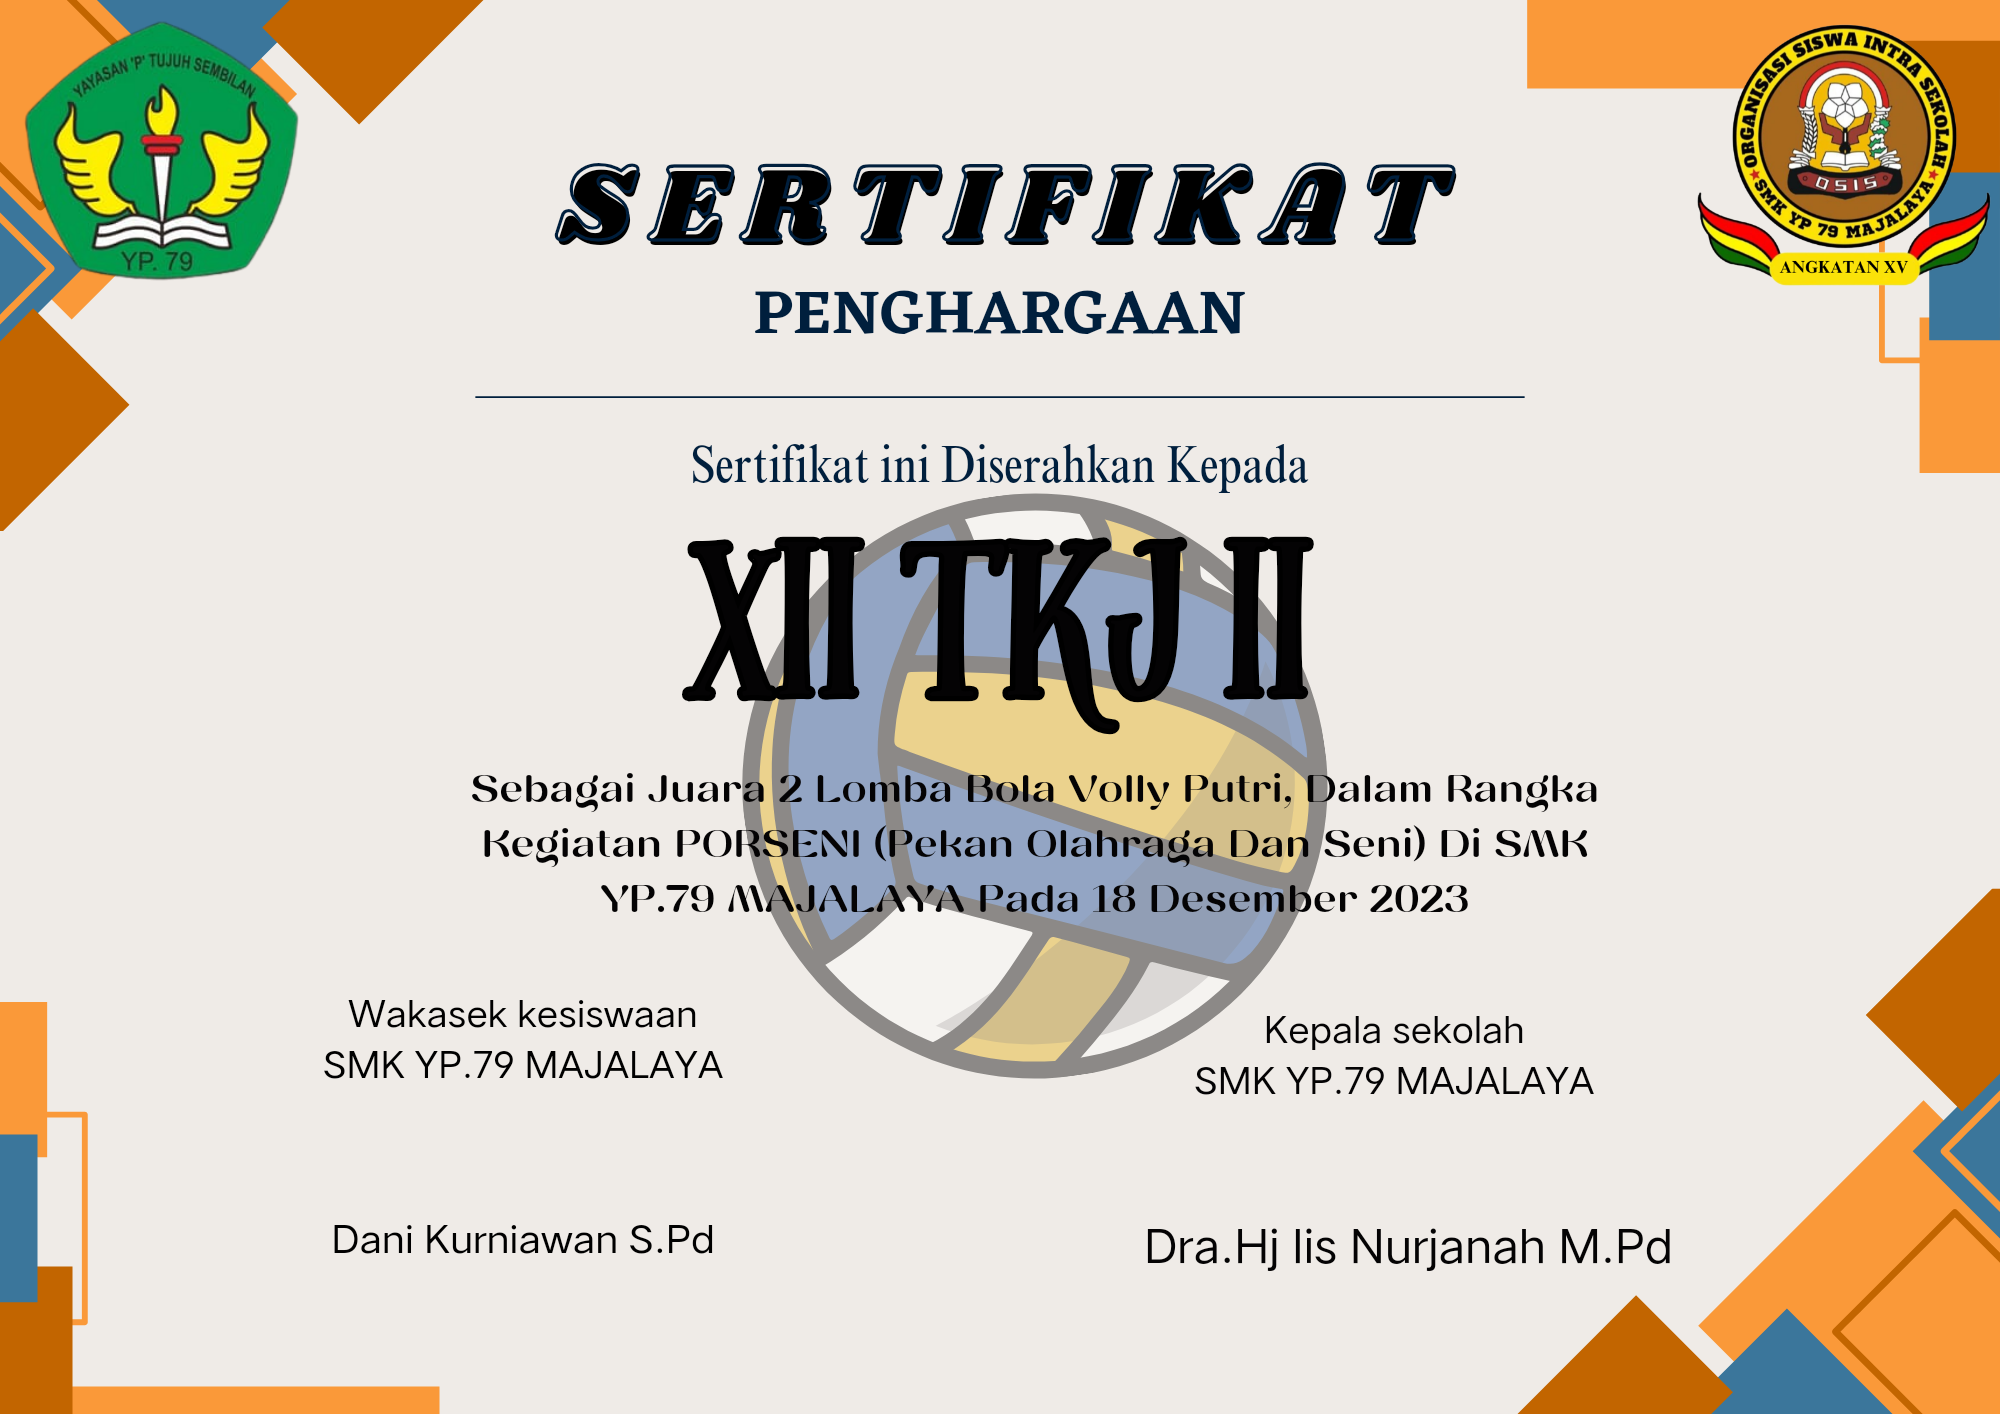 YAYASAN 'P' TUJUH SEMBILAN
YP. 79
ORGANISASI SISWA INTRA SEKOLAH
OSIS
SMK YP 79 MAJALAYA
ANGKATAN XV
SERTIFIKAT
PENGHARGAAN
Sertifikat ini Diserahkan Kepada
XII TKJ II
Sebagai Juara 2 Lomba Bola Volly Putri, Dalam Rangka
Kegiatan PORSENI (Pekan Olahraga Dan Seni) Di SMK
YP.79 MAJALAYA Pada 18 Desember 2023
Wakasek kesiswaan
SMK YP.79 MAJALAYA
Dani Kurniawan S.Pd
Kepala sekolah
SMK YP.79 MAJALAYA
Dra.Hj Iis Nurjanah M.Pd